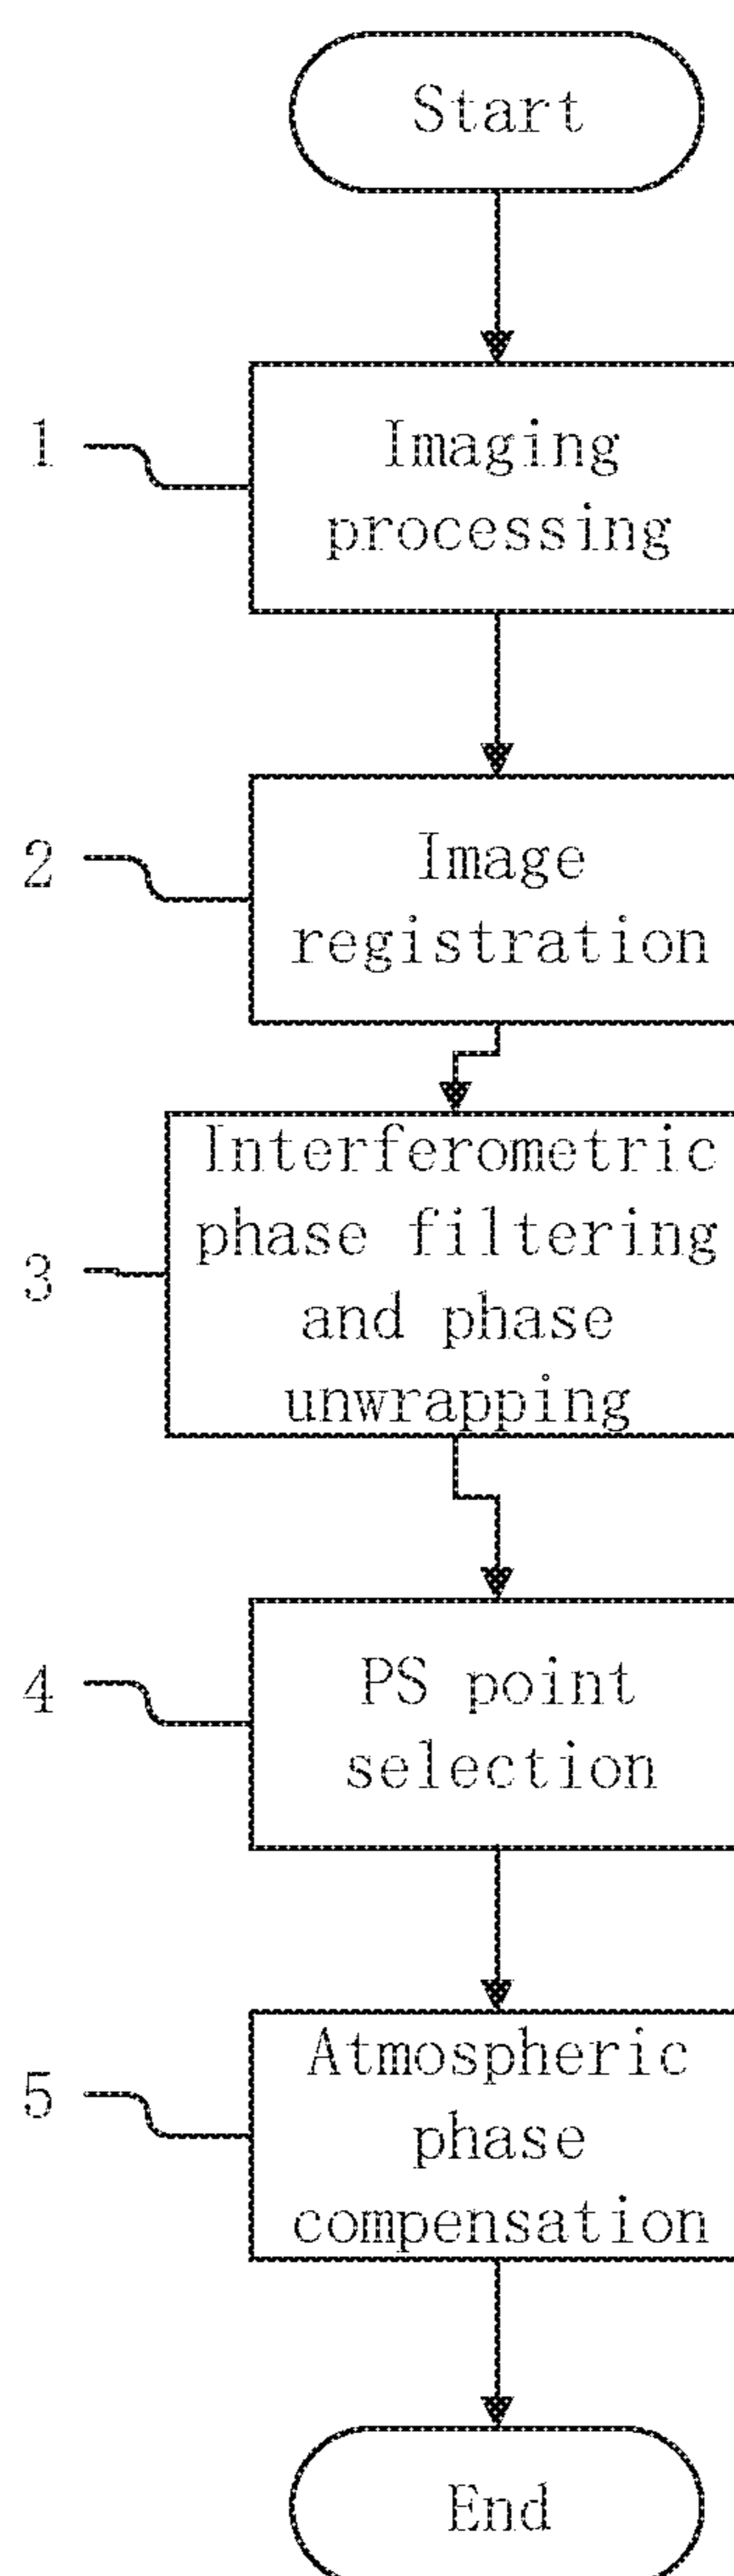 Start
1
Imaging
processing
2
Image
registration
3
Interferometric
phase filtering
and phase
unwrapping
4
PS point
selection
5
Atmospheric
phase
compensation
End